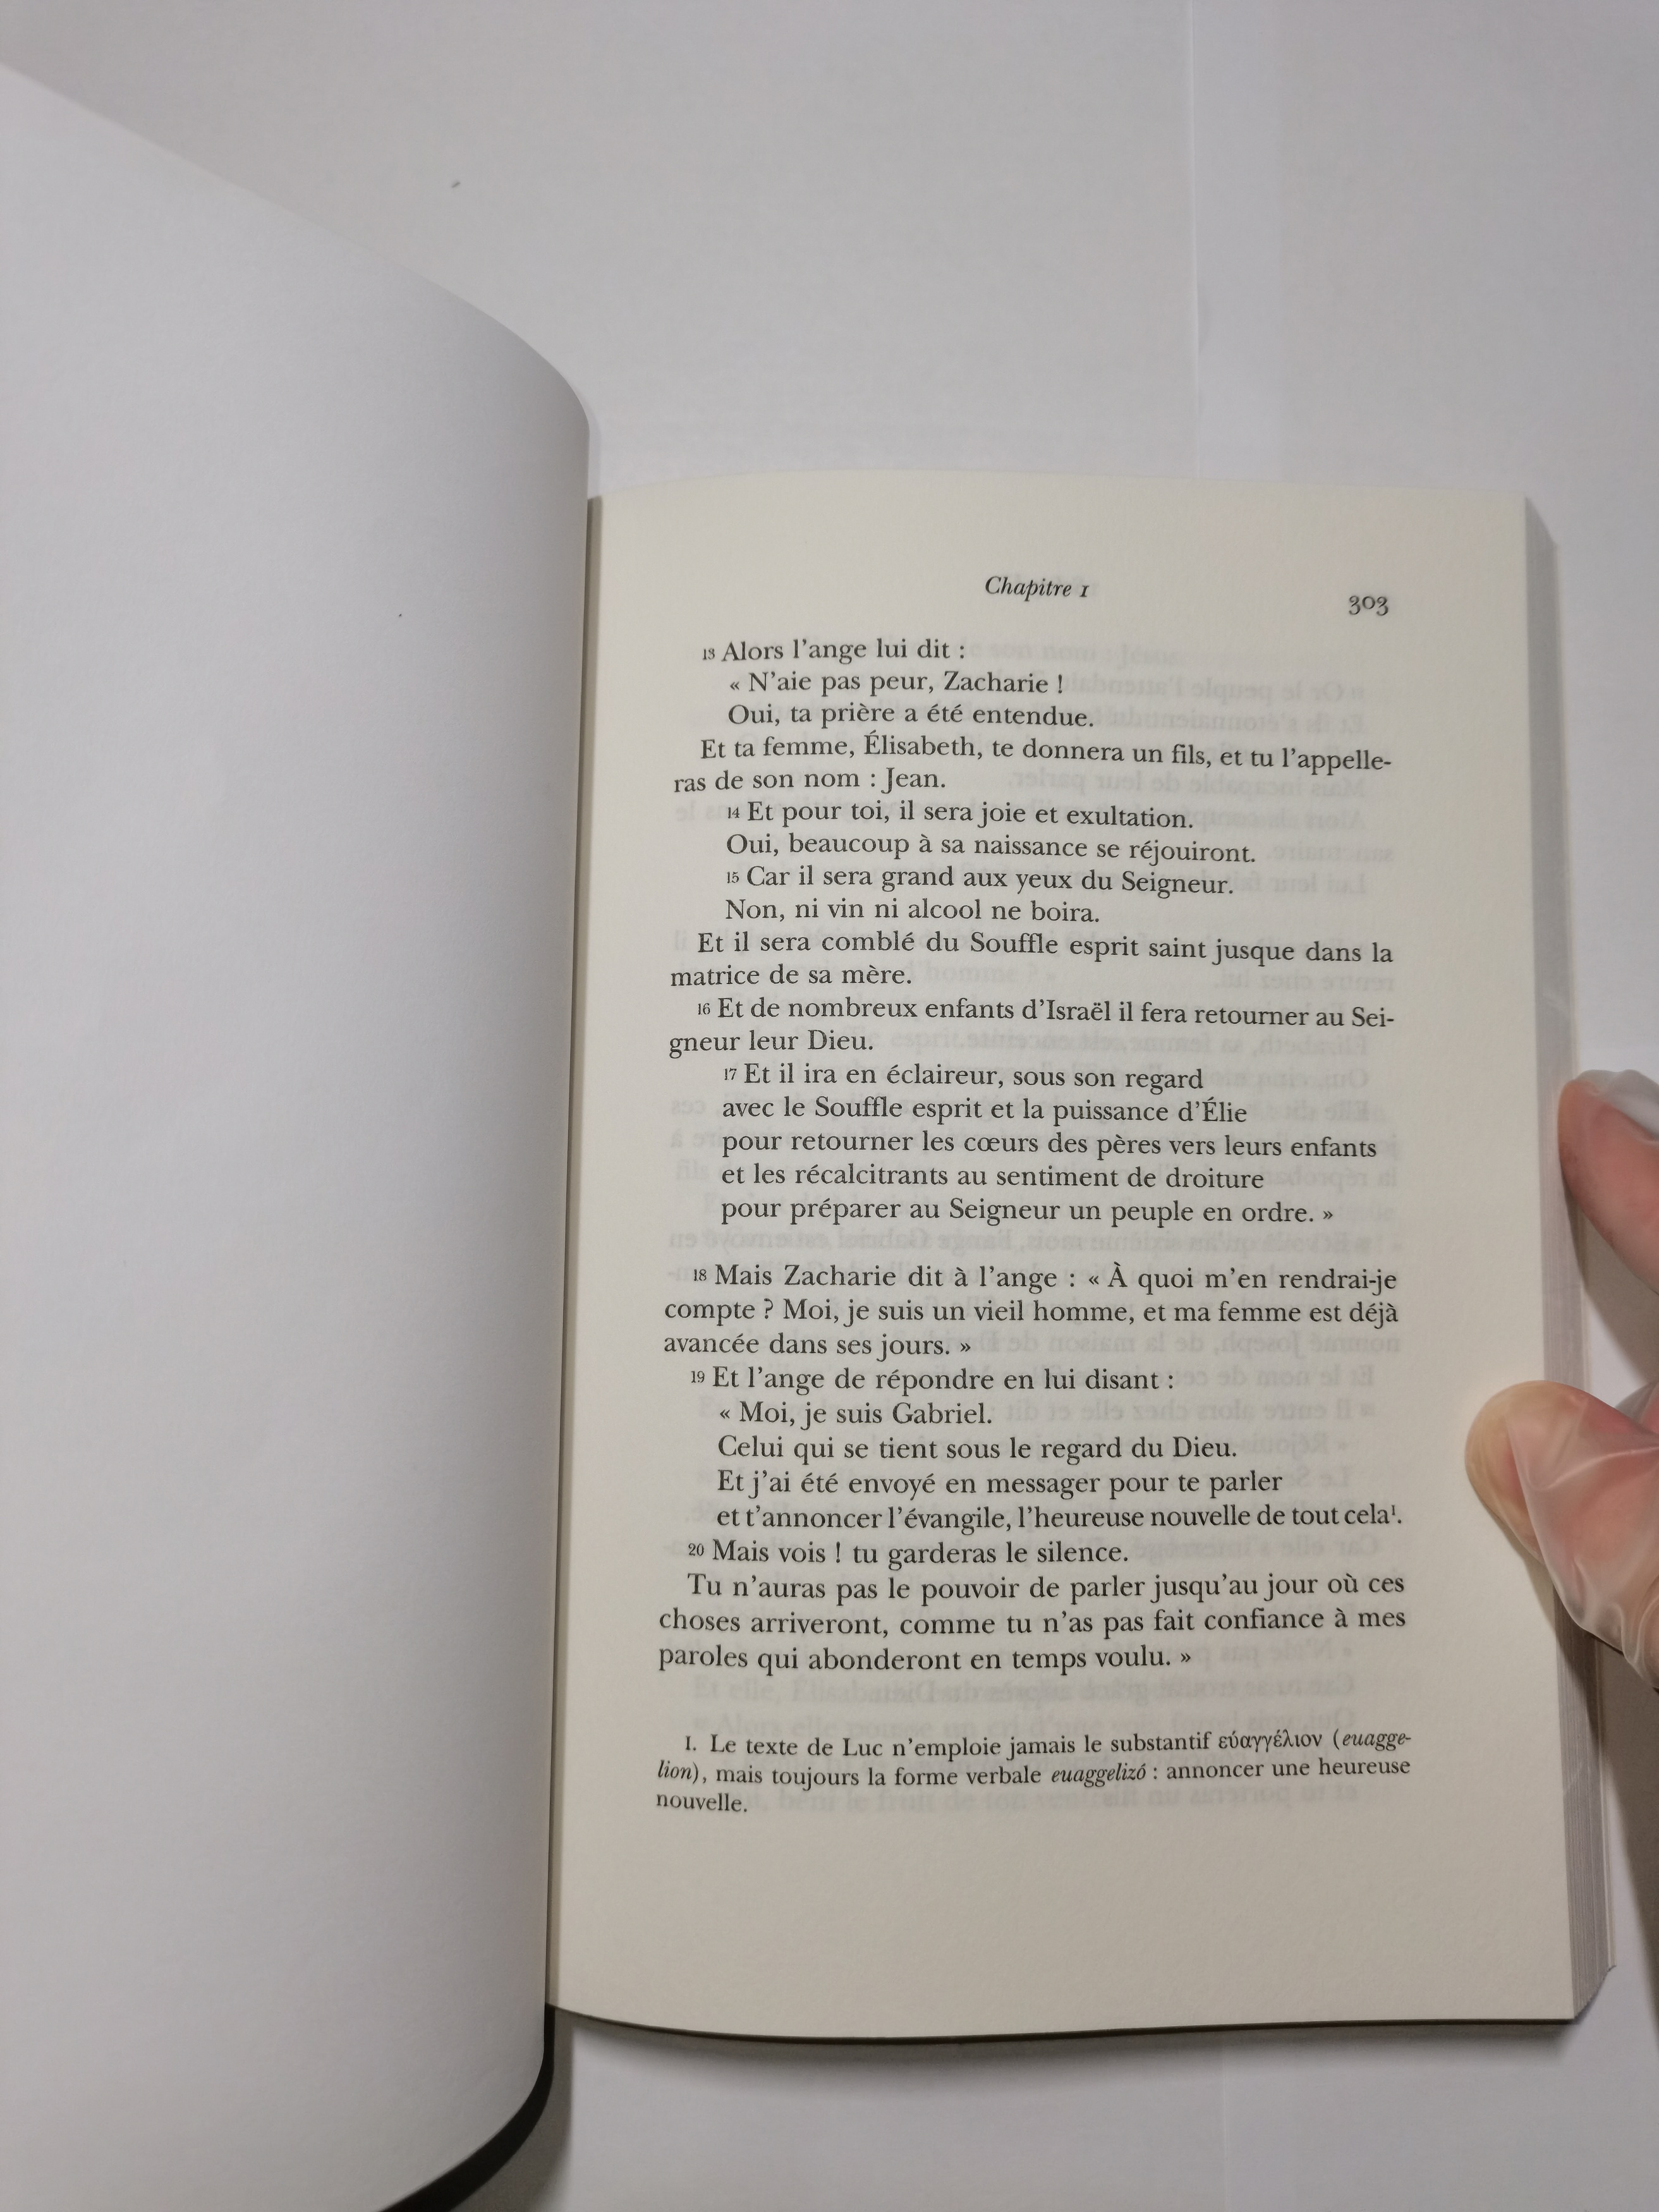 Chapitre 1
303
13 Alors l'ange lui dit :
« N'aie pas peur, Zacharie !
Oui, ta prière a été entendue.
Et ta femme, Élisabeth, te donnera un fils, et tu l'appelle-
ras de son nom : Jean.
14 Et pour toi, il sera joie et exultation.
Oui, beaucoup à sa naissance se réjouiront.
15 Car il sera grand aux yeux du Seigneur.
Non, ni vin ni alcool ne boira.
Et il sera comblé du Souffle esprit saint jusque dans la
matrice de sa mère.
16 Et de nombreux enfants d'Israël il fera retourner au Sei-
gneur leur Dieu.
17 Et il ira en éclaireur, sous son regard
avec le Souffle esprit et la puissance d'Élie
pour retourner les cœurs des pères vers leurs enfants
et les récalcitrants au sentiment de droiture
pour préparer au Seigneur un peuple en ordre. »
18 Mais Zacharie dit à l'ange : « À quoi m'en rendrai-je
compte ? Moi, je suis un vieil homme, et ma femme est déjà
avancée dans ses jours. »
19 Et l'ange de répondre en lui disant :
« Moi, je suis Gabriel.
Celui qui se tient sous le regard du Dieu.
Et j'ai été envoyé en messager pour te parler
et t'annoncer l'évangile, l'heureuse nouvelle de tout cela¹.
20 Mais vois ! tu garderas le silence.
Tu n'auras pas le pouvoir de parler jusqu'au jour où ces
choses arriveront, comme tu n'as pas fait confiance à mes
paroles qui abonderont en temps voulu. »
1. Le texte de Luc n'emploie jamais le substantif εὐαγγέλιον (euagge-
lion), mais toujours la forme verbale euaggelizó : annoncer une heureuse
nouvelle.